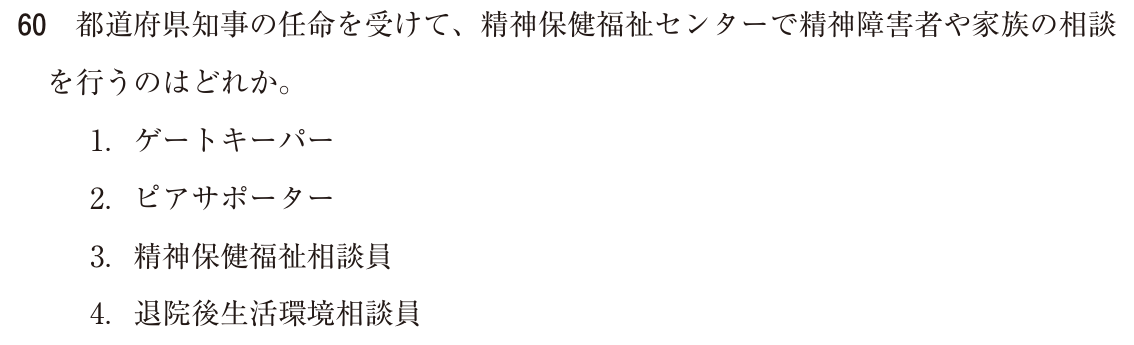 60　都道府県知事の任命を受けて、精神保健福祉センターで精神障害者や家族の相談
を行うのはどれか。
1. ゲートキーパー
2. ピアサポーター
3. 精神保健福祉相談員
4. 退院後生活環境相談員